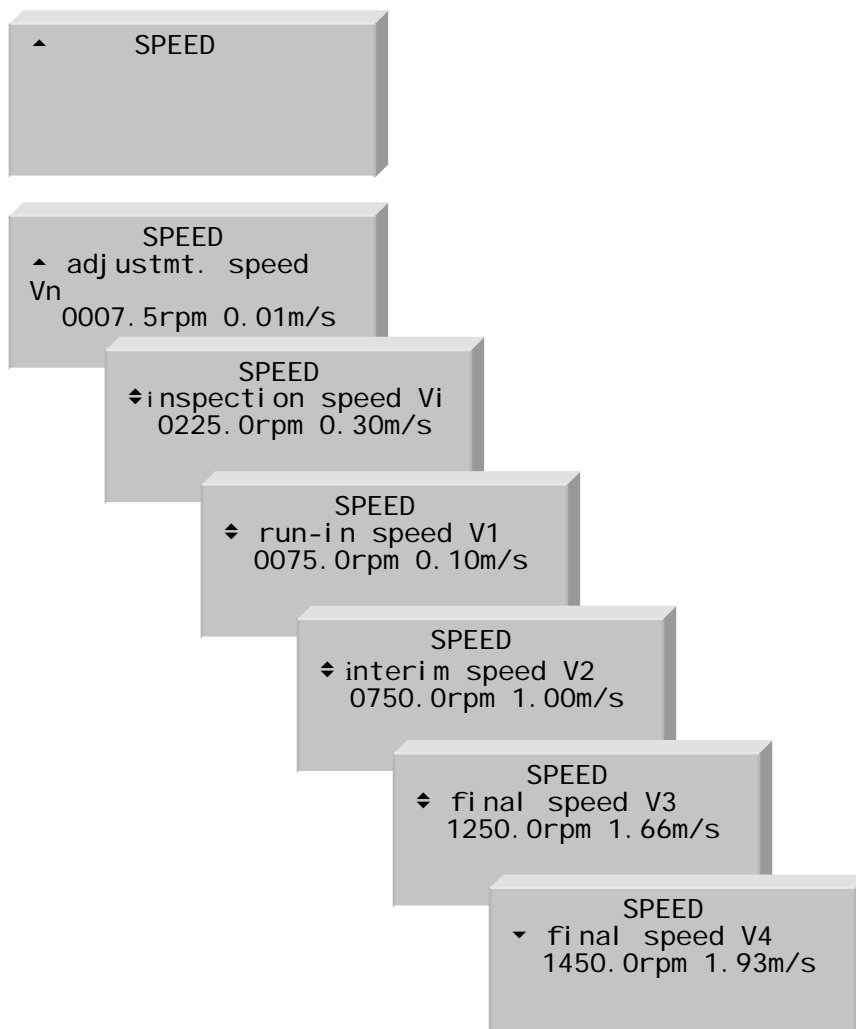 SPEED
SPEED
adjustmt. speed
Vn
0007.5rpm 0.01m/s
SPEED
inspection speed Vi
0225.0rpm 0.30m/s
SPEED
run-in speed V1
0075.0rpm 0.10m/s
SPEED
interim speed V2
0750.0rpm 1.00m/s
SPEED
final speed V3
1250.0rpm 1.66m/s
SPEED
final speed V4
1450.0rpm 1.93m/s